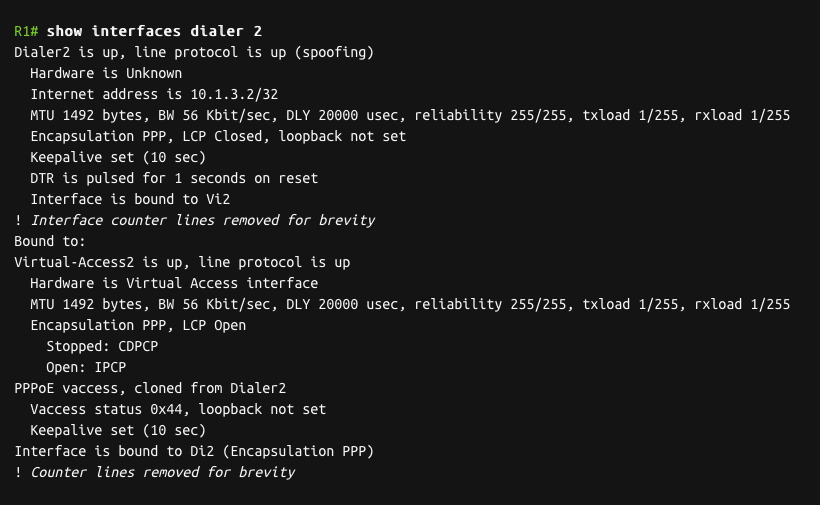 R1# show interfaces dialer 2
Dialer2 is up, line protocol is up (spoofing)
  Hardware is Unknown
  Internet address is 10.1.3.2/32
  MTU 1492 bytes, BW 56 Kbit/sec, DLY 20000 usec, reliability 255/255, txload 1/255, rxload 1/255
  Encapsulation PPP, LCP Closed, loopback not set
  Keepalive set (10 sec)
  DTR is pulsed for 1 seconds on reset
  Interface is bound to Vi2
! Interface counter lines removed for brevity
Bound to:
Virtual-Access2 is up, line protocol is up
  Hardware is Virtual Access interface
  MTU 1492 bytes, BW 56 Kbit/sec, DLY 20000 usec, reliability 255/255, txload 1/255, rxload 1/255
  Encapsulation PPP, LCP Open
    Stopped: CDPCP
    Open: IPCP
PPPoE vaccess, cloned from Dialer2
  Vaccess status 0x44, loopback not set
  Keepalive set (10 sec)
Interface is bound to Di2 (Encapsulation PPP)
! Counter lines removed for brevity